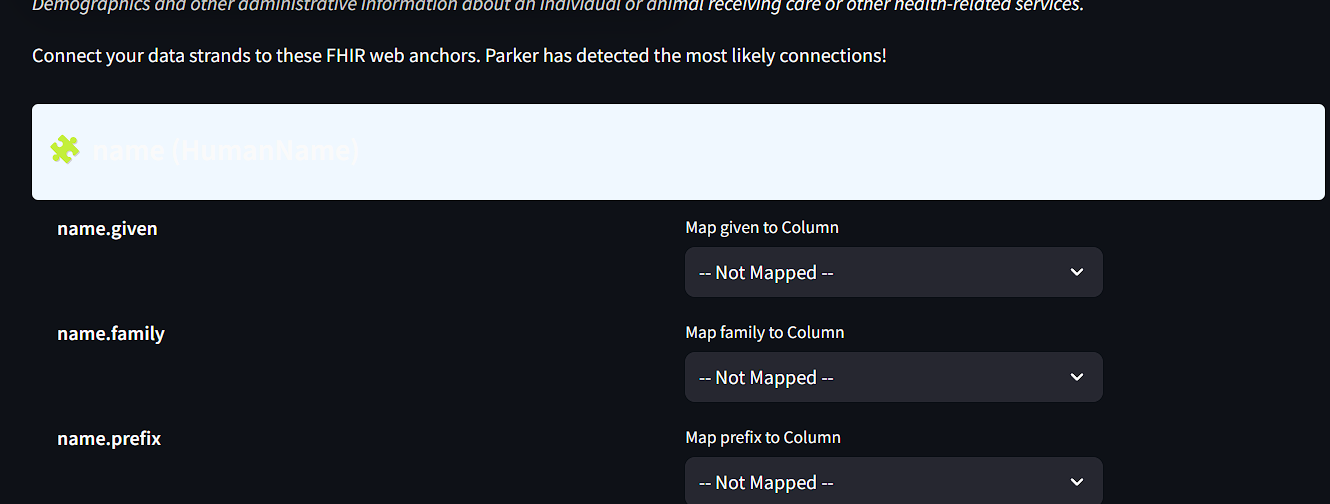 Demographics and other administrative information about an individual or animal receiving care or other health-related services.
Connect your data strands to these FHIR web anchors. Parker has detected the most likely connections!
name (HumanName)
name.given
Map given to Column
-- Not Mapped --
name.family
Map family to Column
-- Not Mapped --
name.prefix
Map prefix to Column
-- Not Mapped --